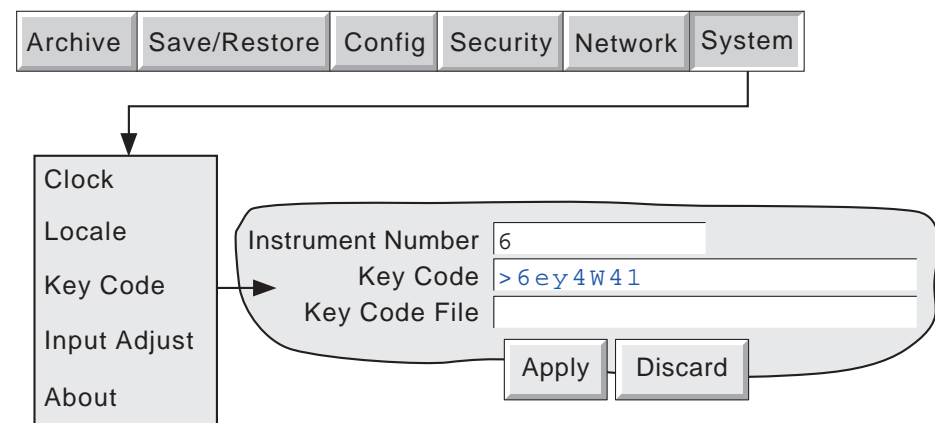 Archive Save/Restore Config Security Network System
Clock
Locale
Key Code
Input Adjust
About
Instrument Number 6
Key Code >6ey4W41
Key Code File
Apply Discard